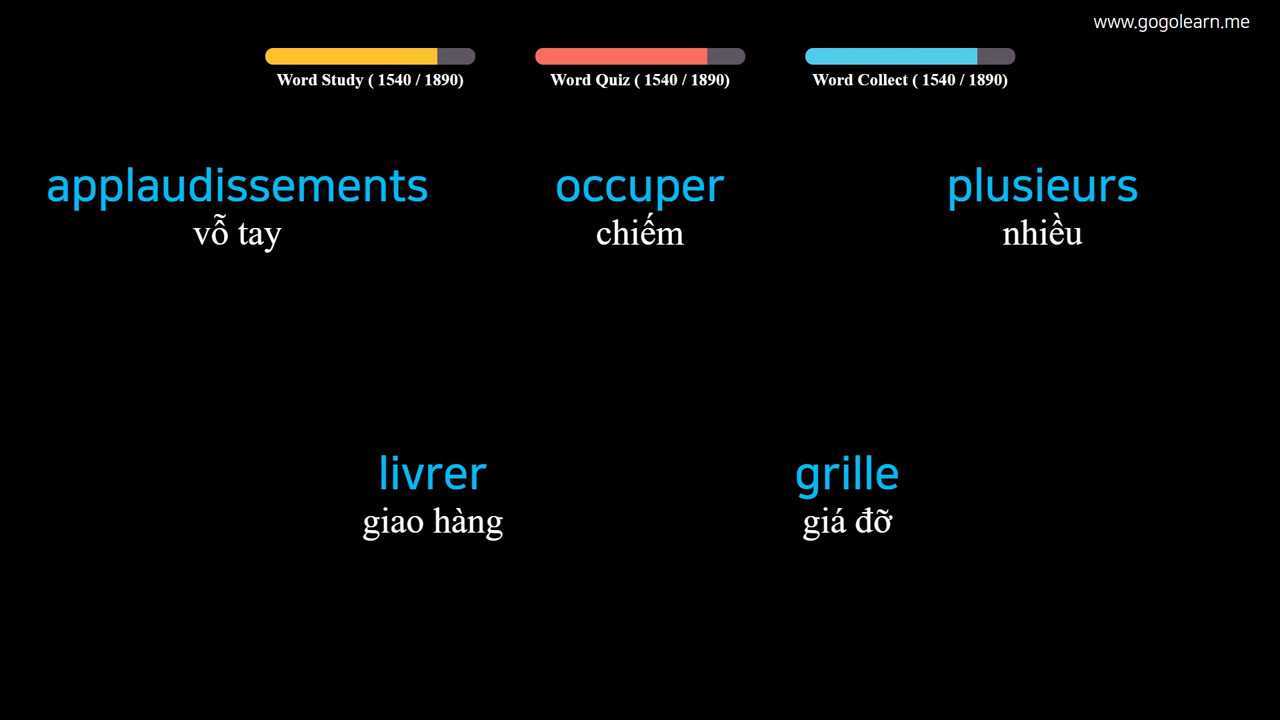 www.gogolearn.me
Word Study ( 1540 / 1890)
Word Quiz ( 1540 / 1890)
Word Collect ( 1540 / 1890)
applaudissements
vỗ tay
occuper
chiếm
plusieurs
nhiều
livrer
giao hàng
grille
giá đỡ